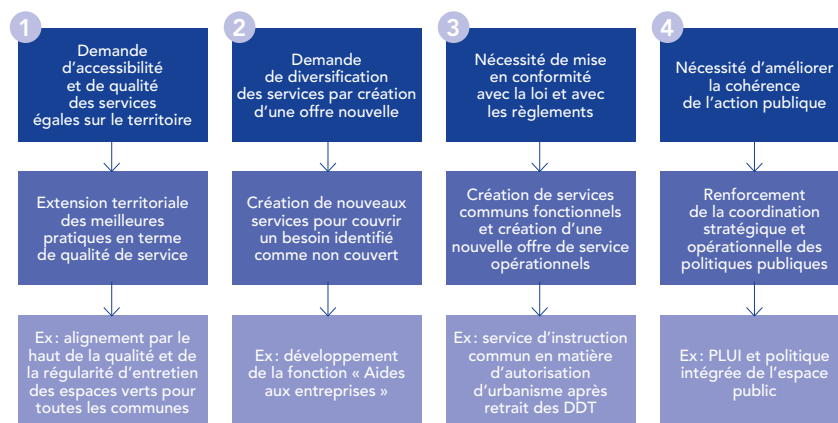 1
Demande
d'accessibilité
et de qualité
des services
égales sur le territoire
Extension territoriale
des meilleures
pratiques en terme
de qualité de service
Ex : alignement par le
haut de la qualité et de
la régularité d'entretien
des espaces verts pour
toutes les communes
2
Demande
de diversification
des services par création
d'une offre nouvelle
Création de nouveaux
services pour couvrir
un besoin identifié
comme non couvert
Ex : développement
de la fonction « Aides
aux entreprises »
3
Nécessité de mise
en conformité
avec la loi et avec
les règlements
Création de services
communs fonctionnels
et création d'une
nouvelle offre de service
opérationnels
Ex : service d'instruction
commun en matière
d'autorisation
d'urbanisme après
retrait des DDT
4
Nécessité d'améliorer
la cohérence
de l'action publique
Renforcement
de la coordination
stratégique et
opérationnelle des
politiques publiques
Ex : PLUI et politique
intégrée de l'espace
public